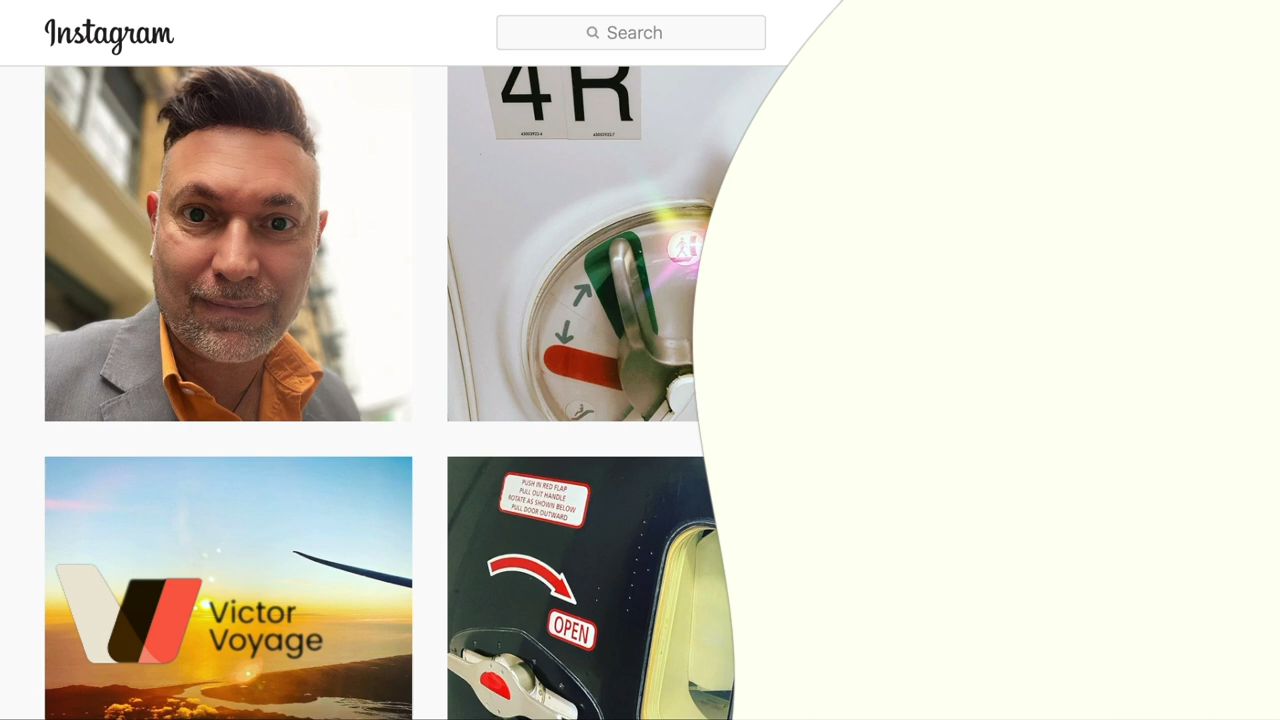 Instagram
Search
4 R
PUSH IN RED FLAP
PULL OUT HANDLE
ROTATE AS SHOWN BELOW
PULL DOOR OUTWARD
OPEN
Victor
Voyage